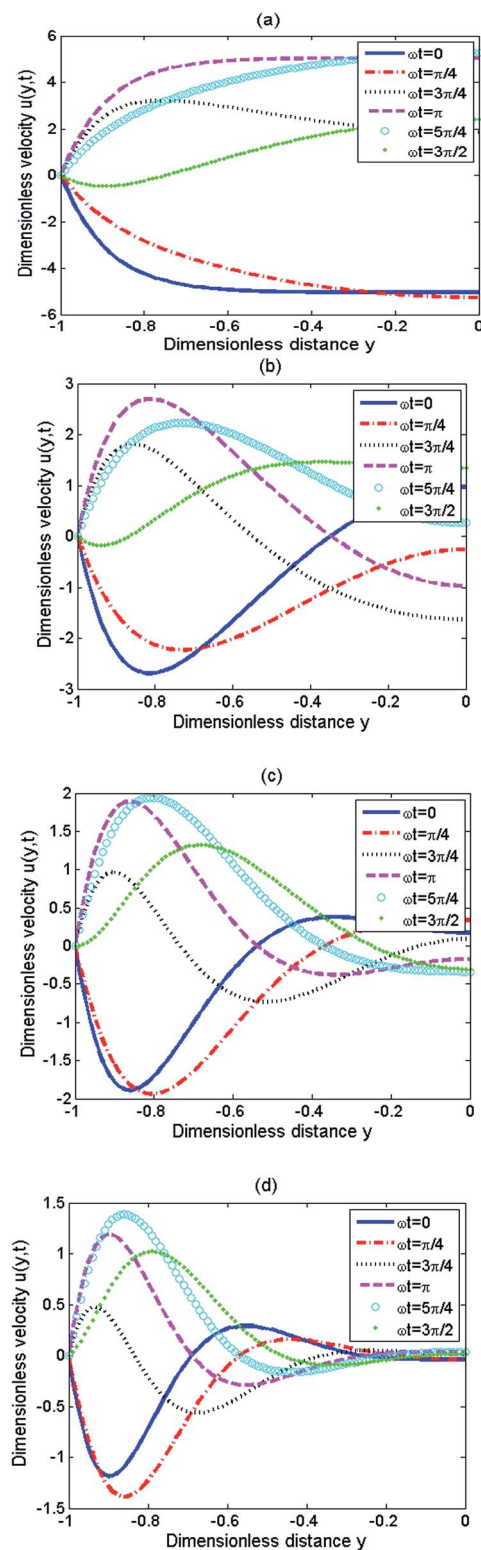 (a)
Dimensionless velocity u(y,t)
6
4
2
0
-2
-4
-6
ωt=0
ωt=π/4
ωt=3π/4
ωt=π
ωt=5π/4
ωt=3π/2
-1
-0.8
-0.6
-0.4
-0.2
0
Dimensionless distance y
(b)
Dimensionless velocity u(y,t)
3
2
1
0
-1
-2
-3
ωt=0
ωt=π/4
ωt=3π/4
ωt=π
ωt=5π/4
ωt=3π/2
-1
-0.8
-0.6
-0.4
-0.2
0
Dimensionless distance y
(c)
Dimensionless velocity u(y,t)
2
1.5
1
0.5
0
-0.5
-1
-1.5
-2
ωt=0
ωt=π/4
ωt=3π/4
ωt=π
ωt=5π/4
ωt=3π/2
-1
-0.8
-0.6
-0.4
-0.2
0
Dimensionless distance y
(d)
Dimensionless velocity u(y,t)
1.5
1
0.5
0
-0.5
-1
-1.5
ωt=0
ωt=π/4
ωt=3π/4
ωt=π
ωt=5π/4
ωt=3π/2
-1
-0.8
-0.6
-0.4
-0.2
0
Dimensionless distance y